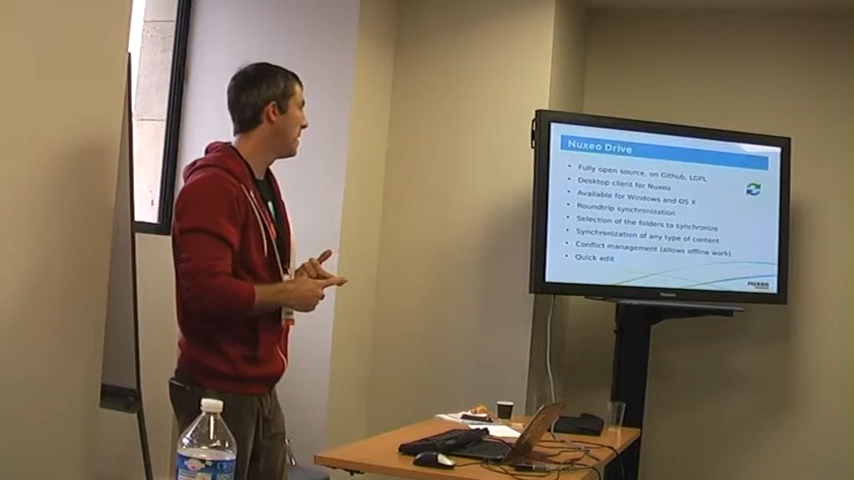 Nuxeo Drive
Fully open source, on Github, LGPL
Desktop client for Nuxeo
Available for Windows and OS X
Roundtrip synchronization
Selection of the folders to synchronize
Synchronization of any type of content
Conflict management (allows offline work)
Quick edit
nuxeo